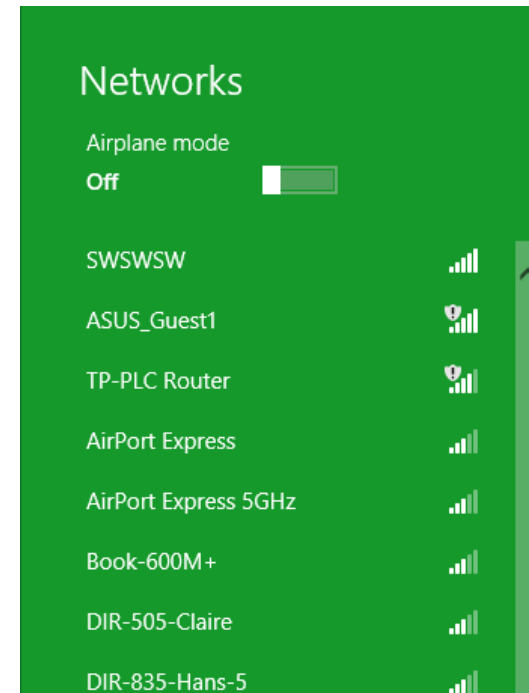 Networks
Airplane mode
Off
SWSWSW
ASUS_Guest1
TP-PLC Router
AirPort Express
AirPort Express 5GHz
Book-600M+
DIR-505-Claire
DIR-835-Hans-5